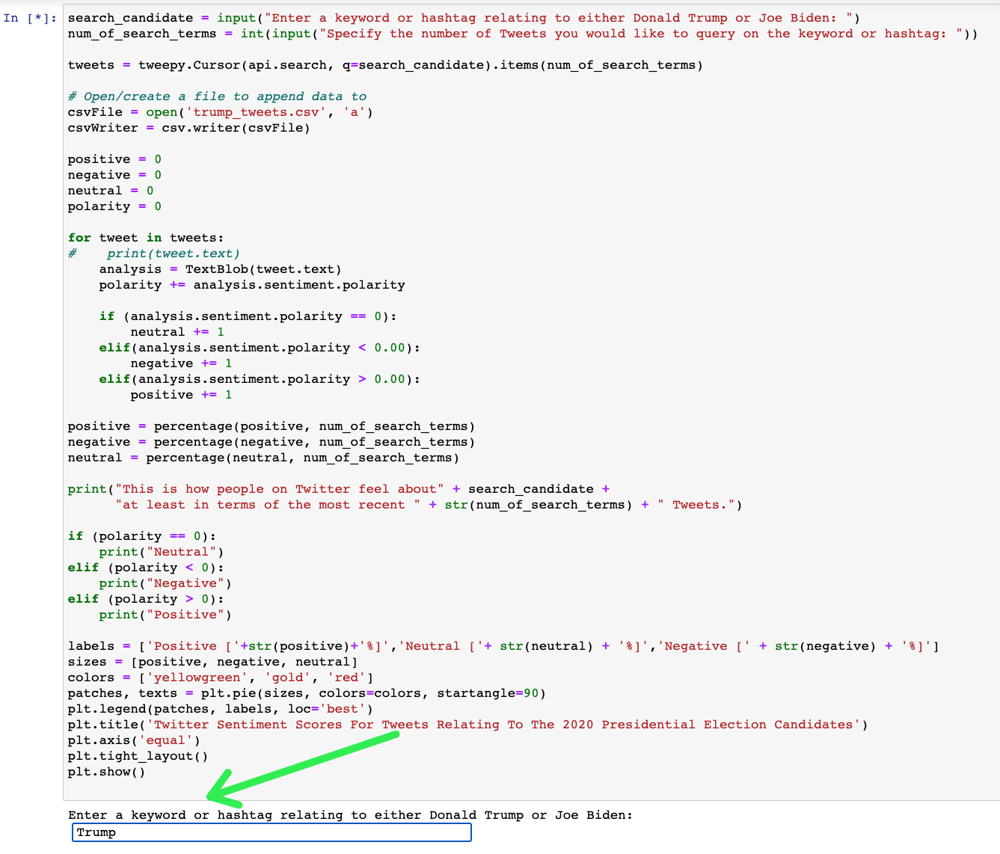 In [*]: search_candidate = input("Enter a keyword or hashtag relating to either Donald Trump or Joe Biden: ")
num_of_search_terms = int(input("Specify the number of Tweets you would like to query on the keyword or hashtag: "))
tweets = tweepy.Cursor(api.search, q=search_candidate).items(num_of_search_terms)
# Open/create a file to append data to
csvFile = open('trump_tweets.csv', 'a')
csvWriter = csv.writer(csvFile)
positive = 0
negative = 0
neutral = 0
polarity = 0
for tweet in tweets:
#    print(tweet.text)
    analysis = TextBlob(tweet.text)
    polarity += analysis.sentiment.polarity
    if (analysis.sentiment.polarity == 0):
        neutral += 1
    elif(analysis.sentiment.polarity < 0.00):
        negative += 1
    elif(analysis.sentiment.polarity > 0.00):
        positive += 1
positive = percentage(positive, num_of_search_terms)
negative = percentage(negative, num_of_search_terms)
neutral = percentage(neutral, num_of_search_terms)
print("This is how people on Twitter feel about" + search_candidate +
      "at least in terms of the most recent " + str(num_of_search_terms) + " Tweets.")
if (polarity == 0):
    print("Neutral")
elif (polarity < 0):
    print("Negative")
elif (polarity > 0):
    print("Positive")
labels = ['Positive ['+str(positive)+'%]','Neutral ['+ str(neutral) + '%]','Negative [' + str(negative) + '%]']
sizes = [positive, negative, neutral]
colors = ['yellowgreen', 'gold', 'red']
patches, texts = plt.pie(sizes, colors=colors, startangle=90)
plt.legend(patches, labels, loc='best')
plt.title('Twitter Sentiment Scores For Tweets Relating To The 2020 Presidential Election Candidates')
plt.axis('equal')
plt.tight_layout()
plt.show()
Enter a keyword or hashtag relating to either Donald Trump or Joe Biden:
Trump